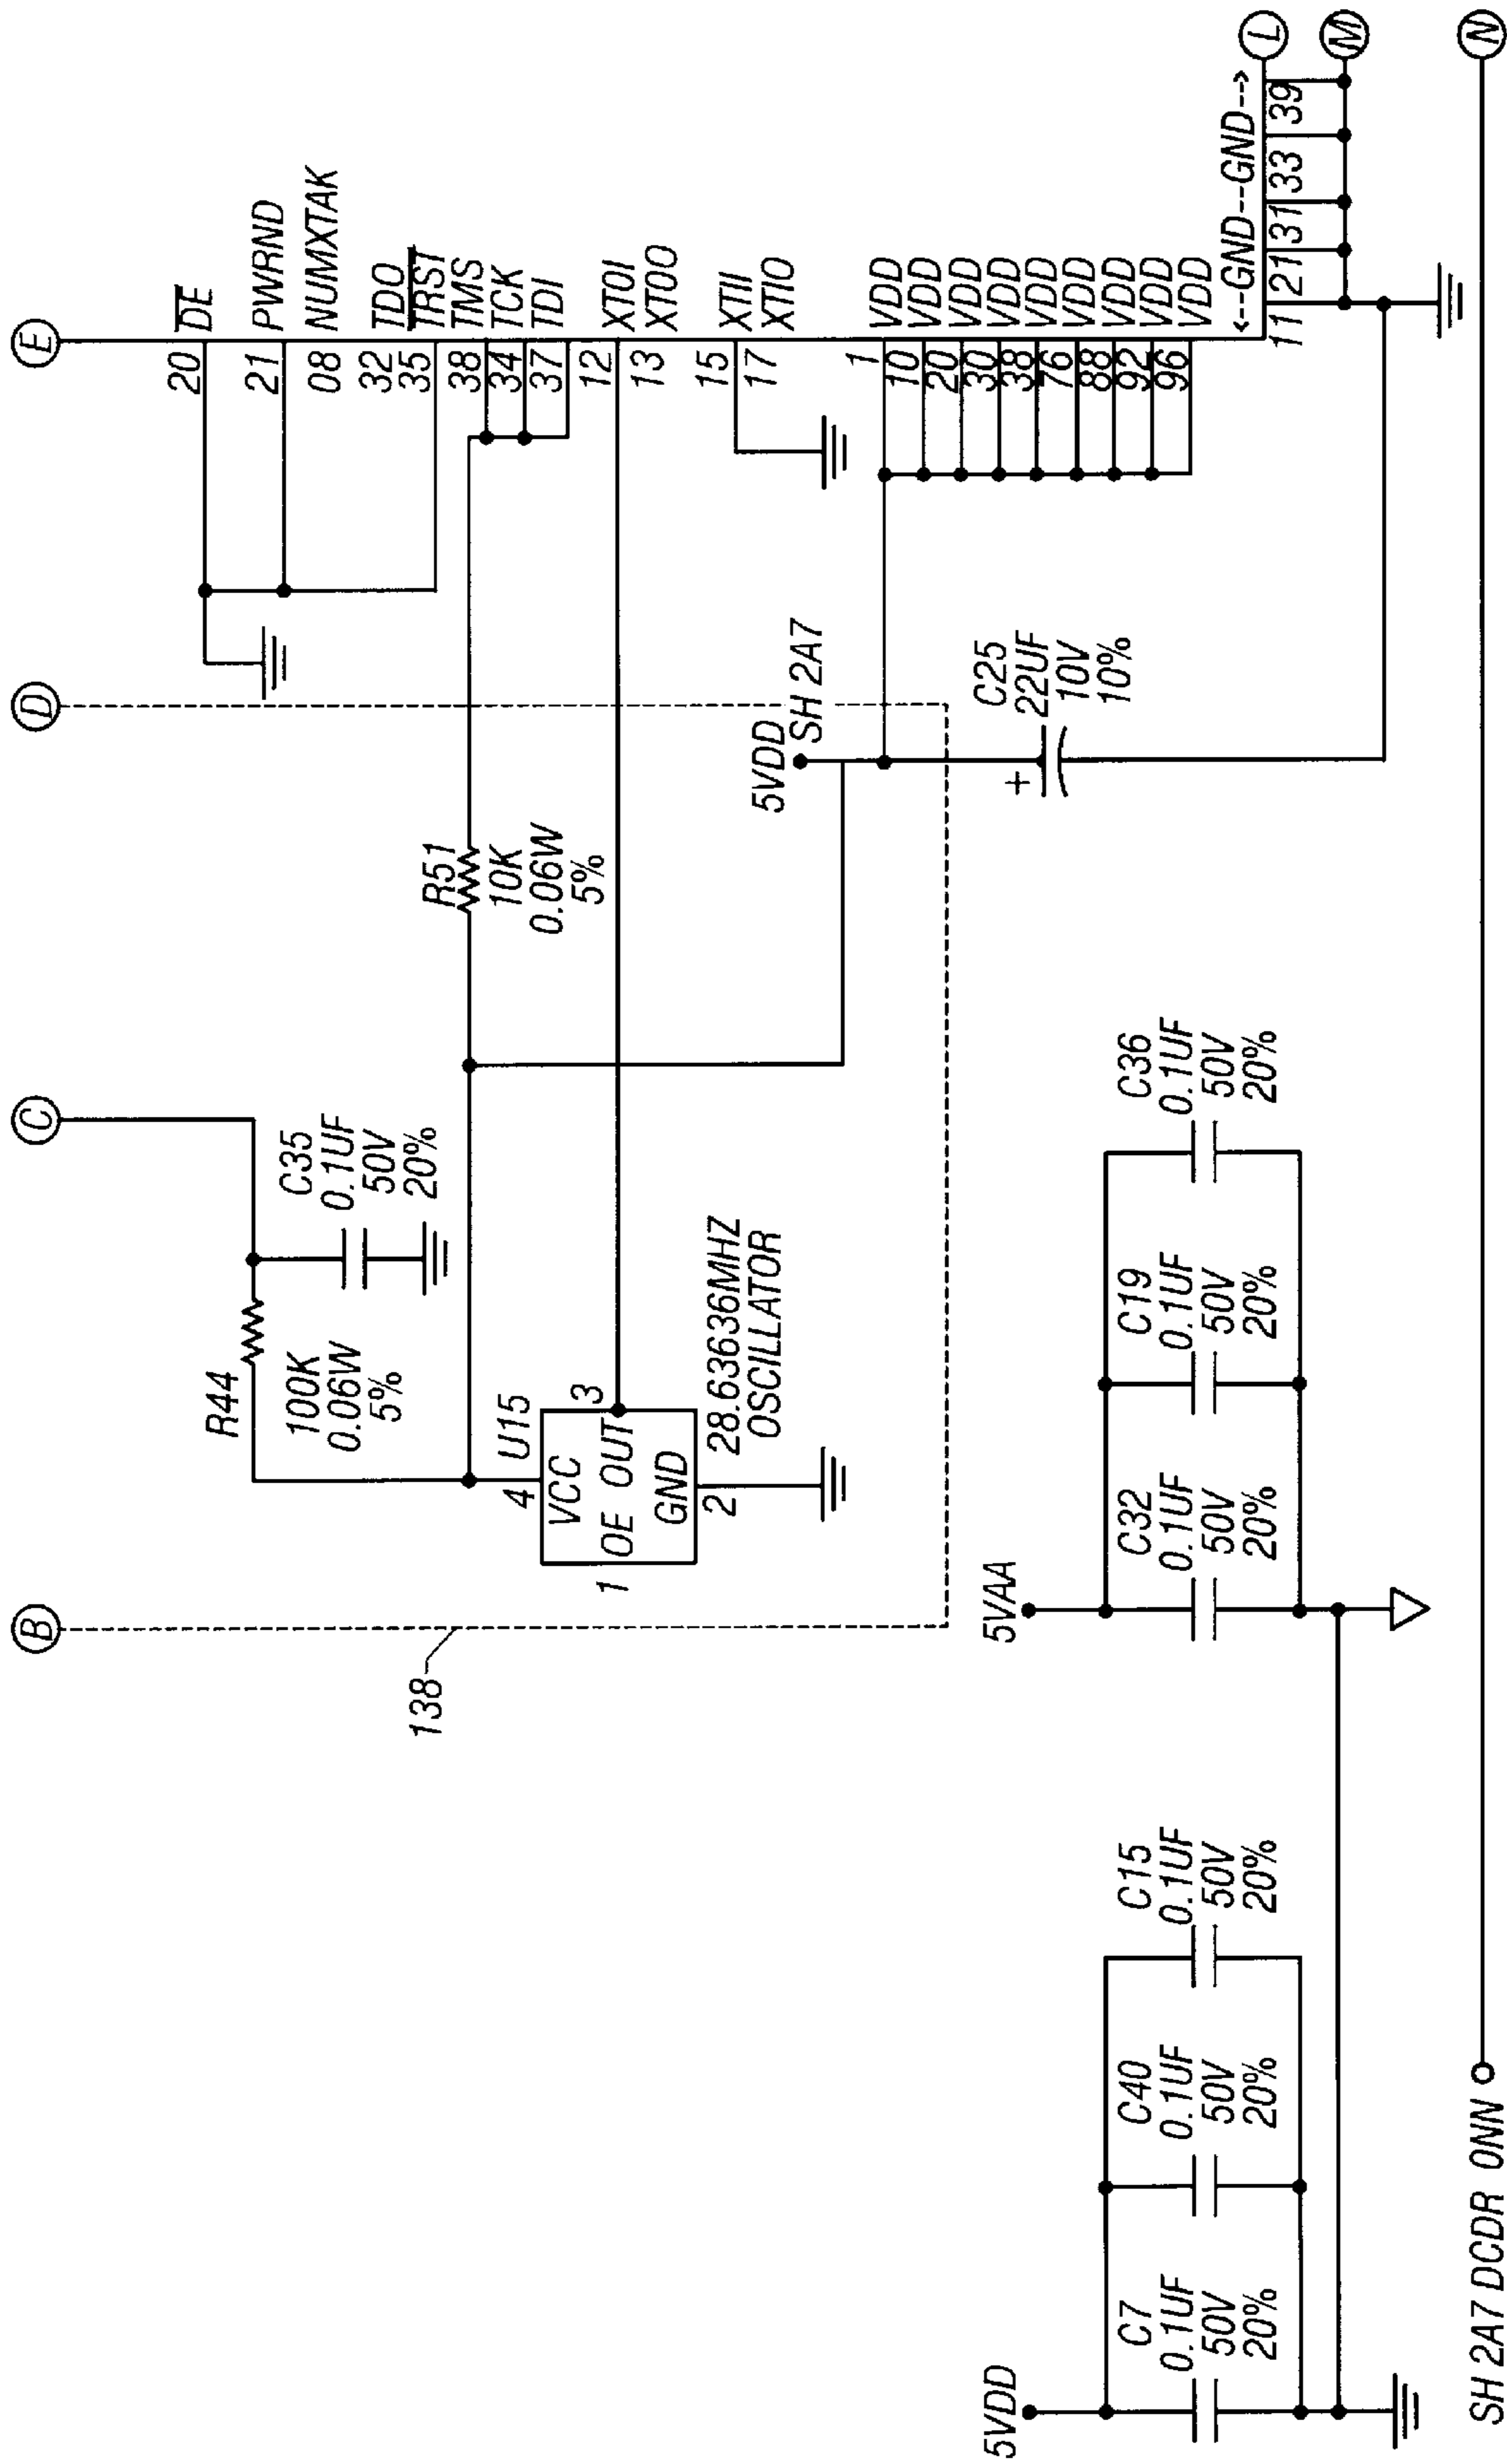 B
C
D
E
138
R44
100K
0.06W
5%
C35
0.1UF
50V
20%
U15
4
VCC
1
OE OUT
3
GND
2
28.63636MHZ
OSCILLATOR
R51
10K
0.06W
5%
5VDD
SH 2A7
+
C25
22UF
10V
10%
20 DE
21 PWRND
08 NUMXTAK
32 TDO
35 TRST
38 TMS
34 TCK
37 TDI
12 XTOI
13 XTOO
15 XTII
17 XTIO
1 VDD
10 VDD
20 VDD
30 VDD
38 VDD
76 VDD
88 VDD
92 VDD
96 VDD
<--GND--GND-->
11 21 31 33 39
L
M
N
5VDD
C7
0.1UF
50V
20%
C40
0.1UF
50V
20%
C15
0.1UF
50V
20%
5VAA
C32
0.1UF
50V
20%
C19
0.1UF
50V
20%
C36
0.1UF
50V
20%
SH 2A7 DCDR 0NN